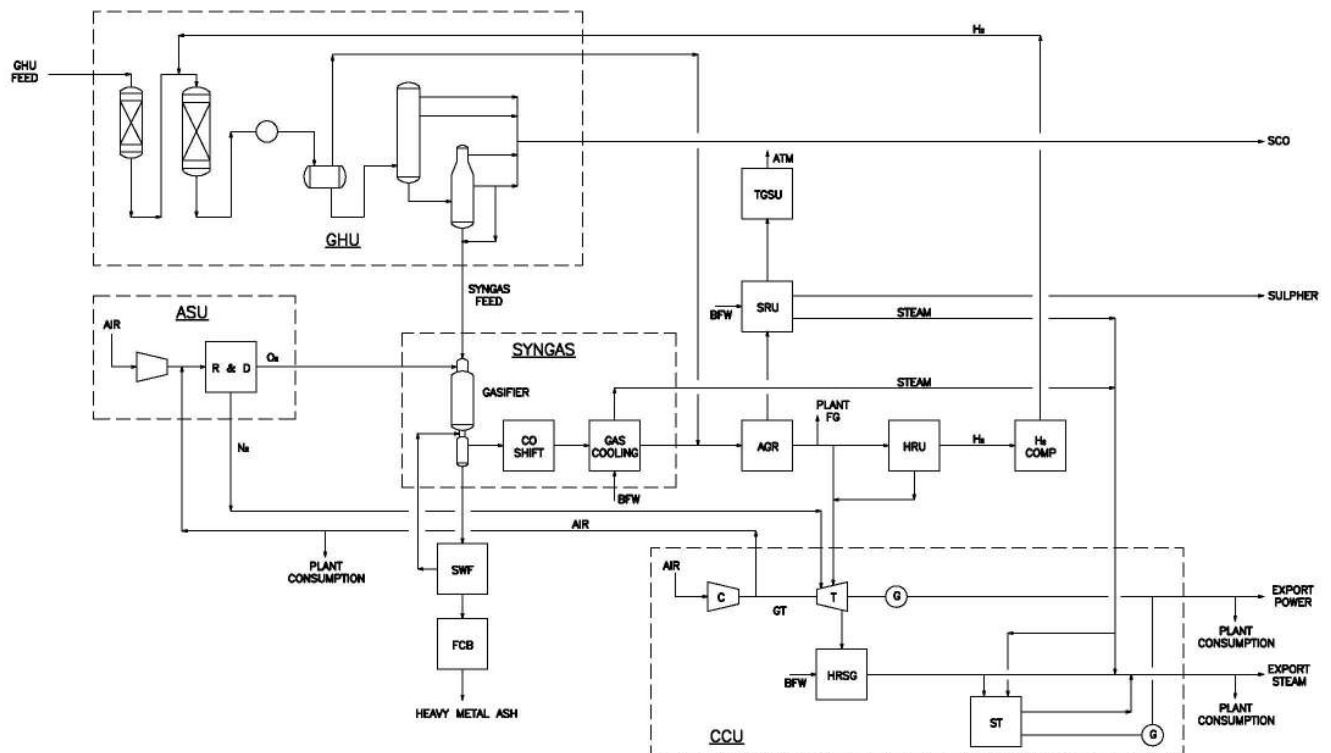 H₂
GHU
FEED
SCO
ATM
TGSU
GHU
SYNGAS
FEED
SRU
BFW
SULPHER
STEAM
ASU
AIR
R & D
O₂
SYNGAS
GASIFIER
STEAM
PLANT
FG
N₂
CO
SHIFT
GAS
COOLING
AGR
HRU
H₂
H₂
COMP
BFW
AIR
PLANT
CONSUMPTION
SWF
AIR
C
GT
T
G
EXPORT
POWER
PLANT
CONSUMPTION
FCB
BFW
HRSG
EXPORT
STEAM
PLANT
CONSUMPTION
HEAVY METAL ASH
ST
G
CCU